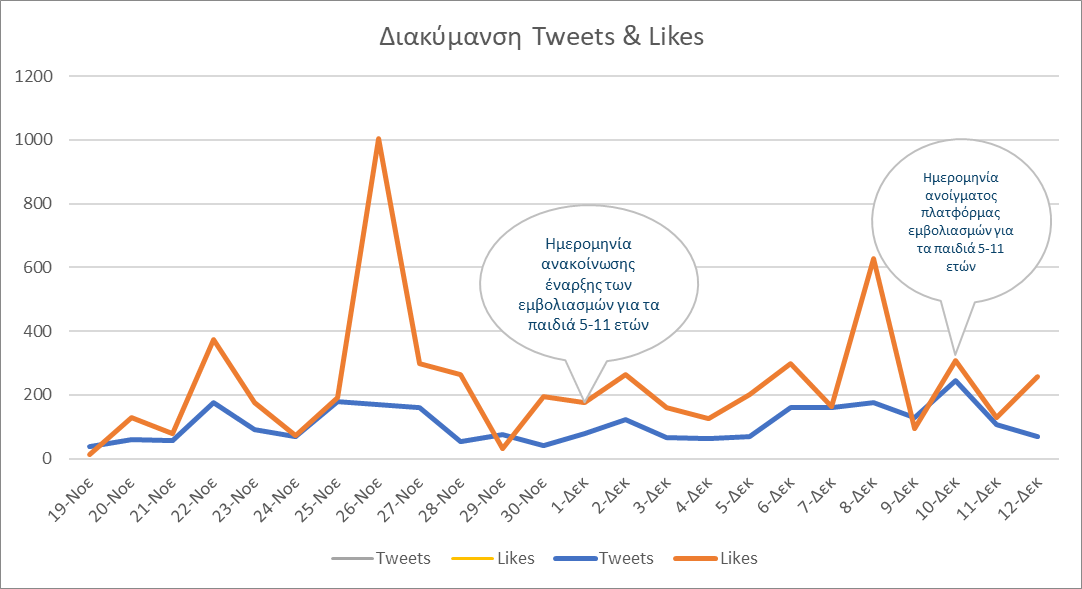 Διακύμανση Tweets & Likes
1200
1000
800
600
400
200
0
Ημερομηνία
ανακοίνωσης
έναρξης των
εμβολιασμών για τα
παιδιά 5-11 ετών
Ημερομηνία
ανοίγματος
πλατφόρμας
εμβολιασμών για
τα παιδιά 5-11
ετών
19-Νοε
20-Νοε
21-Νοε
22-Νοε
23-Νοε
24-Νοε
25-Νοε
26-Νοε
27-Νοε
28-Νοε
29-Νοε
30-Νοε
1-Δεκ
2-Δεκ
3-Δεκ
4-Δεκ
5-Δεκ
6-Δεκ
7-Δεκ
8-Δεκ
9-Δεκ
10-Δεκ
11-Δεκ
12-Δεκ
Tweets Likes Tweets Likes